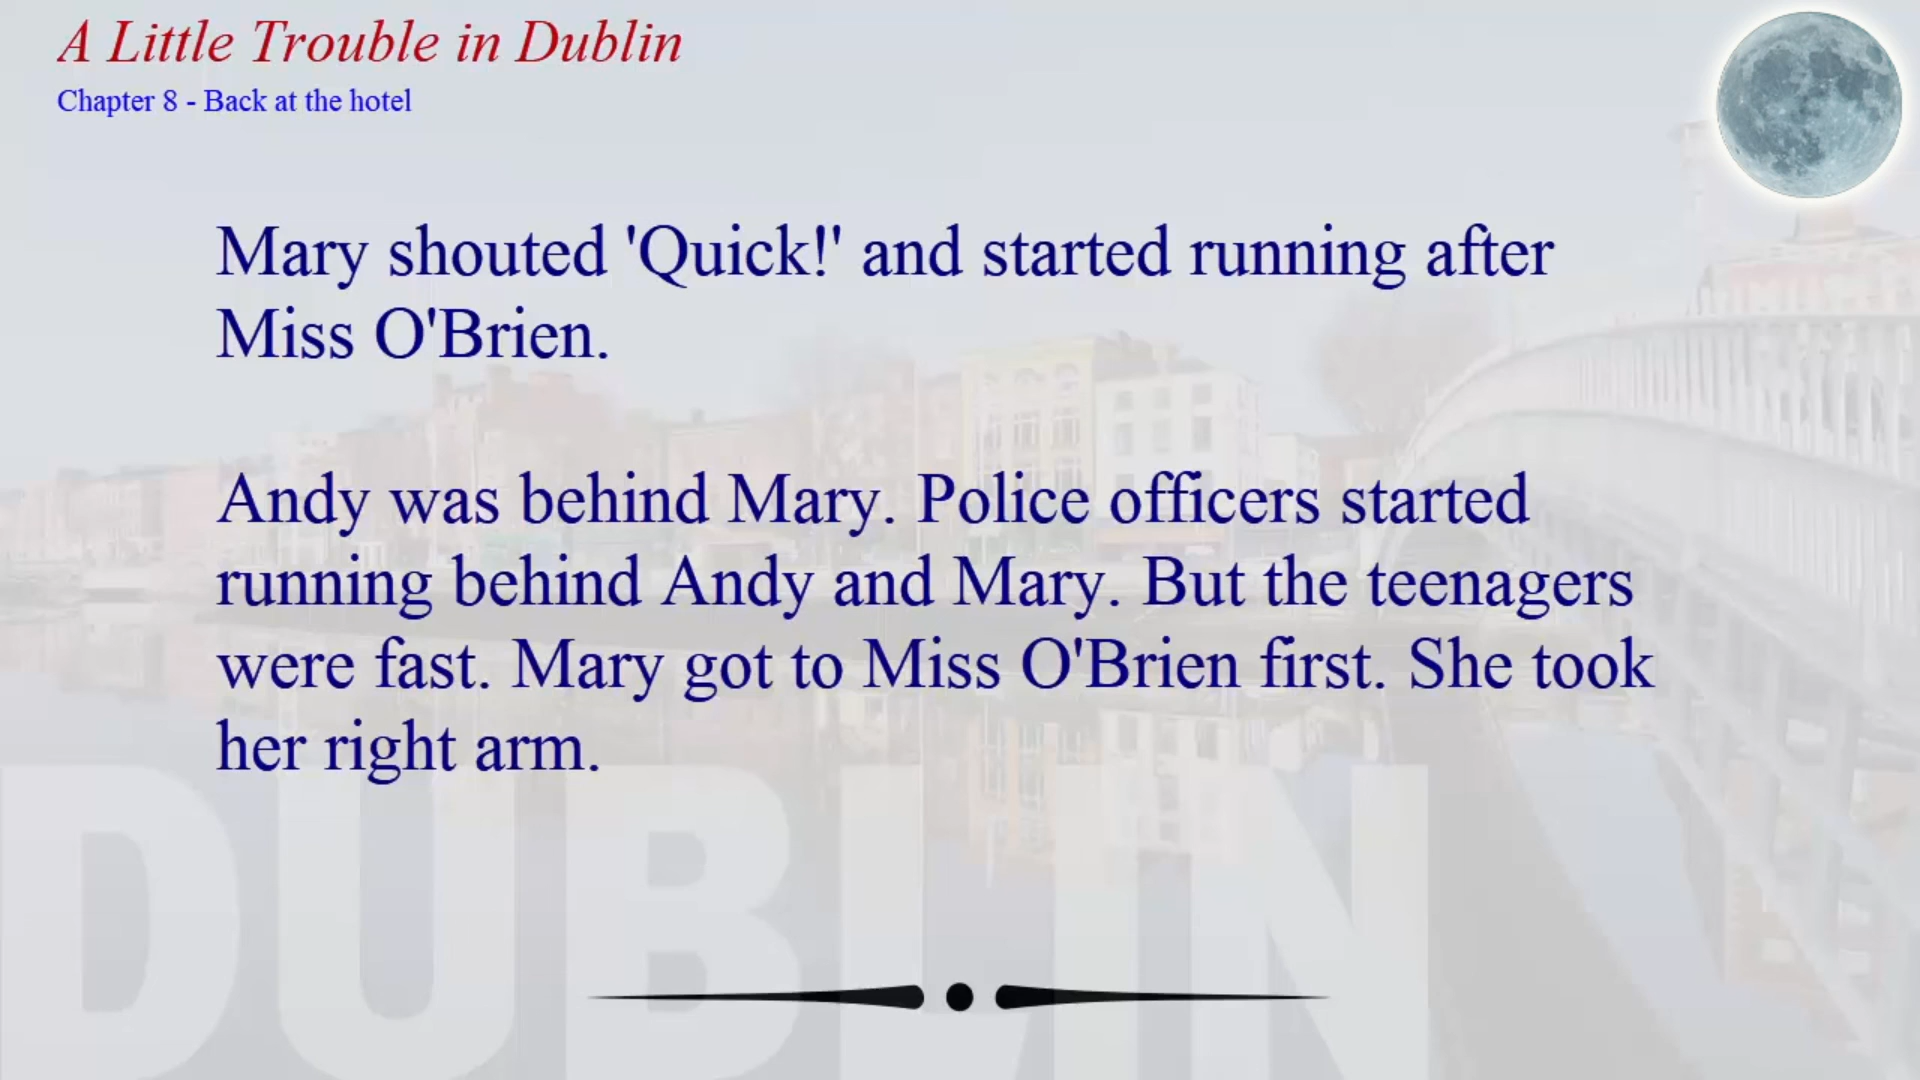 A Little Trouble in Dublin
Chapter 8 - Back at the hotel
Mary shouted 'Quick!' and started running after
Miss O'Brien.
Andy was behind Mary. Police officers started
running behind Andy and Mary. But the teenagers
were fast. Mary got to Miss O'Brien first. She took
her right arm.
DUBLIN